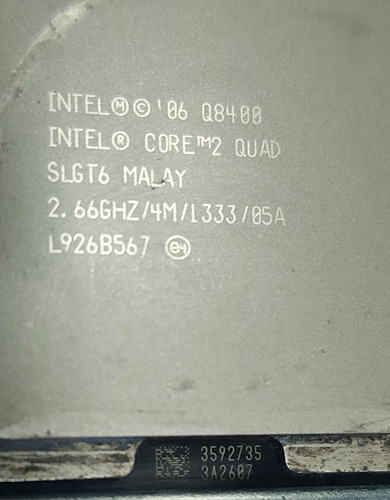 INTEL Ⓜ © '06 Q8400
INTEL® CORE™2 QUAD
SLGT6 MALAY
2.66GHZ/4M/1333/05A
L926B567 e4
3592735
3A2607